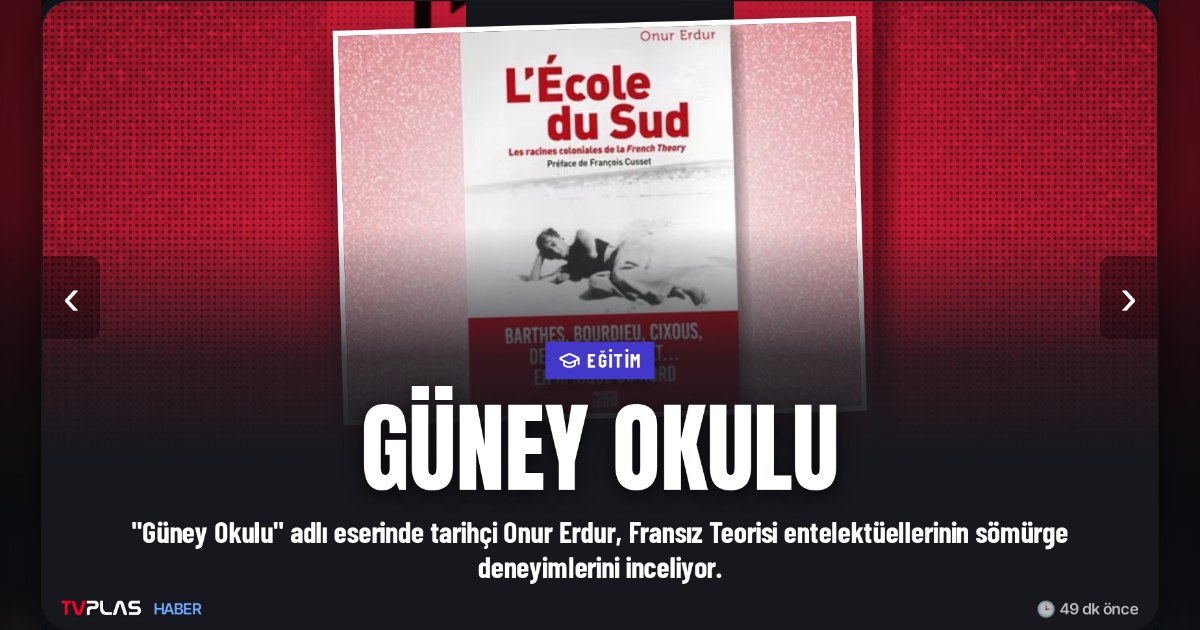 Onur Erdur
L'École
du Sud
Les racines coloniales de la French Theory
Préface de François Cusset
BARTHES, BOURDIEU, CIXOUS,
EĞİTİM
GÜNEY OKULU
"Güney Okulu" adlı eserinde tarihçi Onur Erdur, Fransız Teorisi entelektüellerinin sömürge
deneyimlerini inceliyor.
TVPLAS HABER
49 dk önce